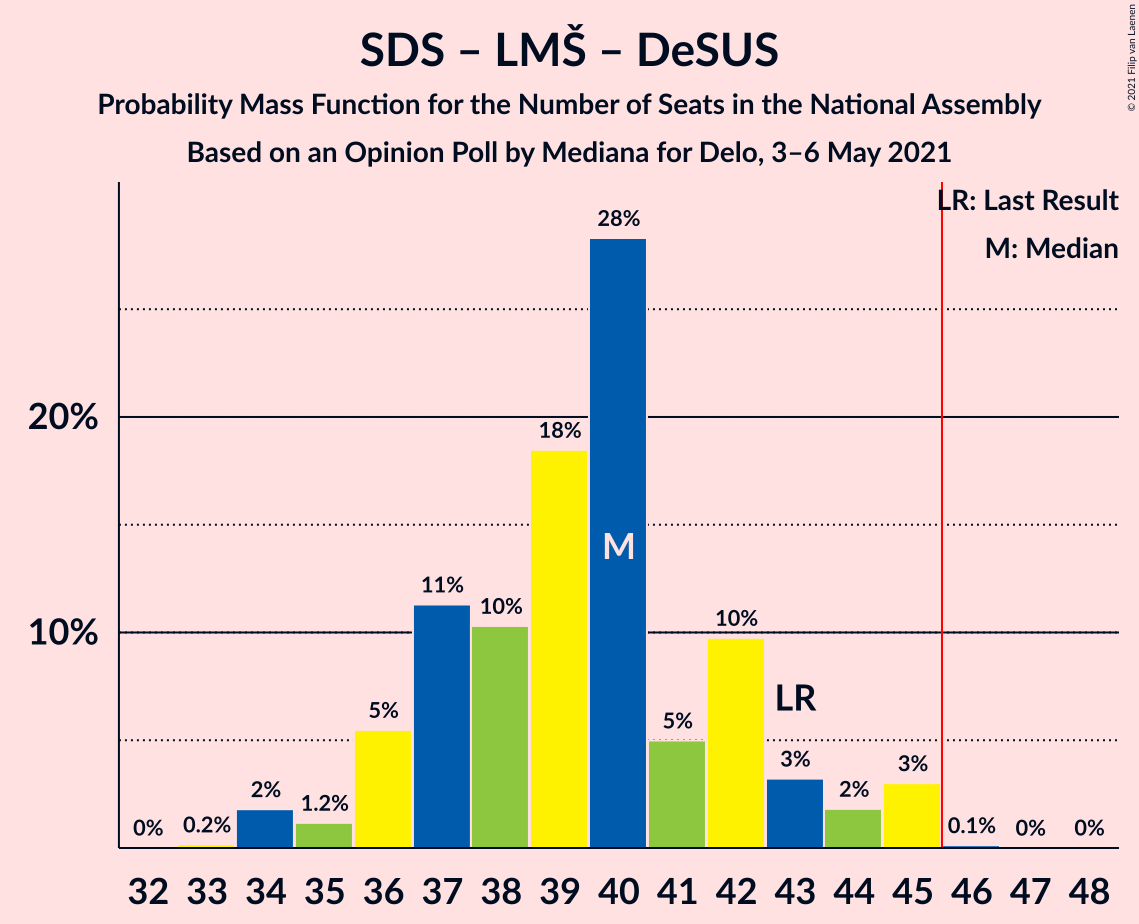 SDS – LMŠ – DeSUS
Probability Mass Function for the Number of Seats in the National Assembly
Based on an Opinion Poll by Mediana for Delo, 3–6 May 2021
© 2021 Filip van Laenen
LR: Last Result
M: Median
28%
20%
18%
M
11%
10%
10%
10%
LR
5%
5%
3%
3%
2%
1.2%
2%
0%
0.2%
0.1%
0%
0%
32 33 34 35 36 37 38 39 40 41 42 43 44 45 46 47 48